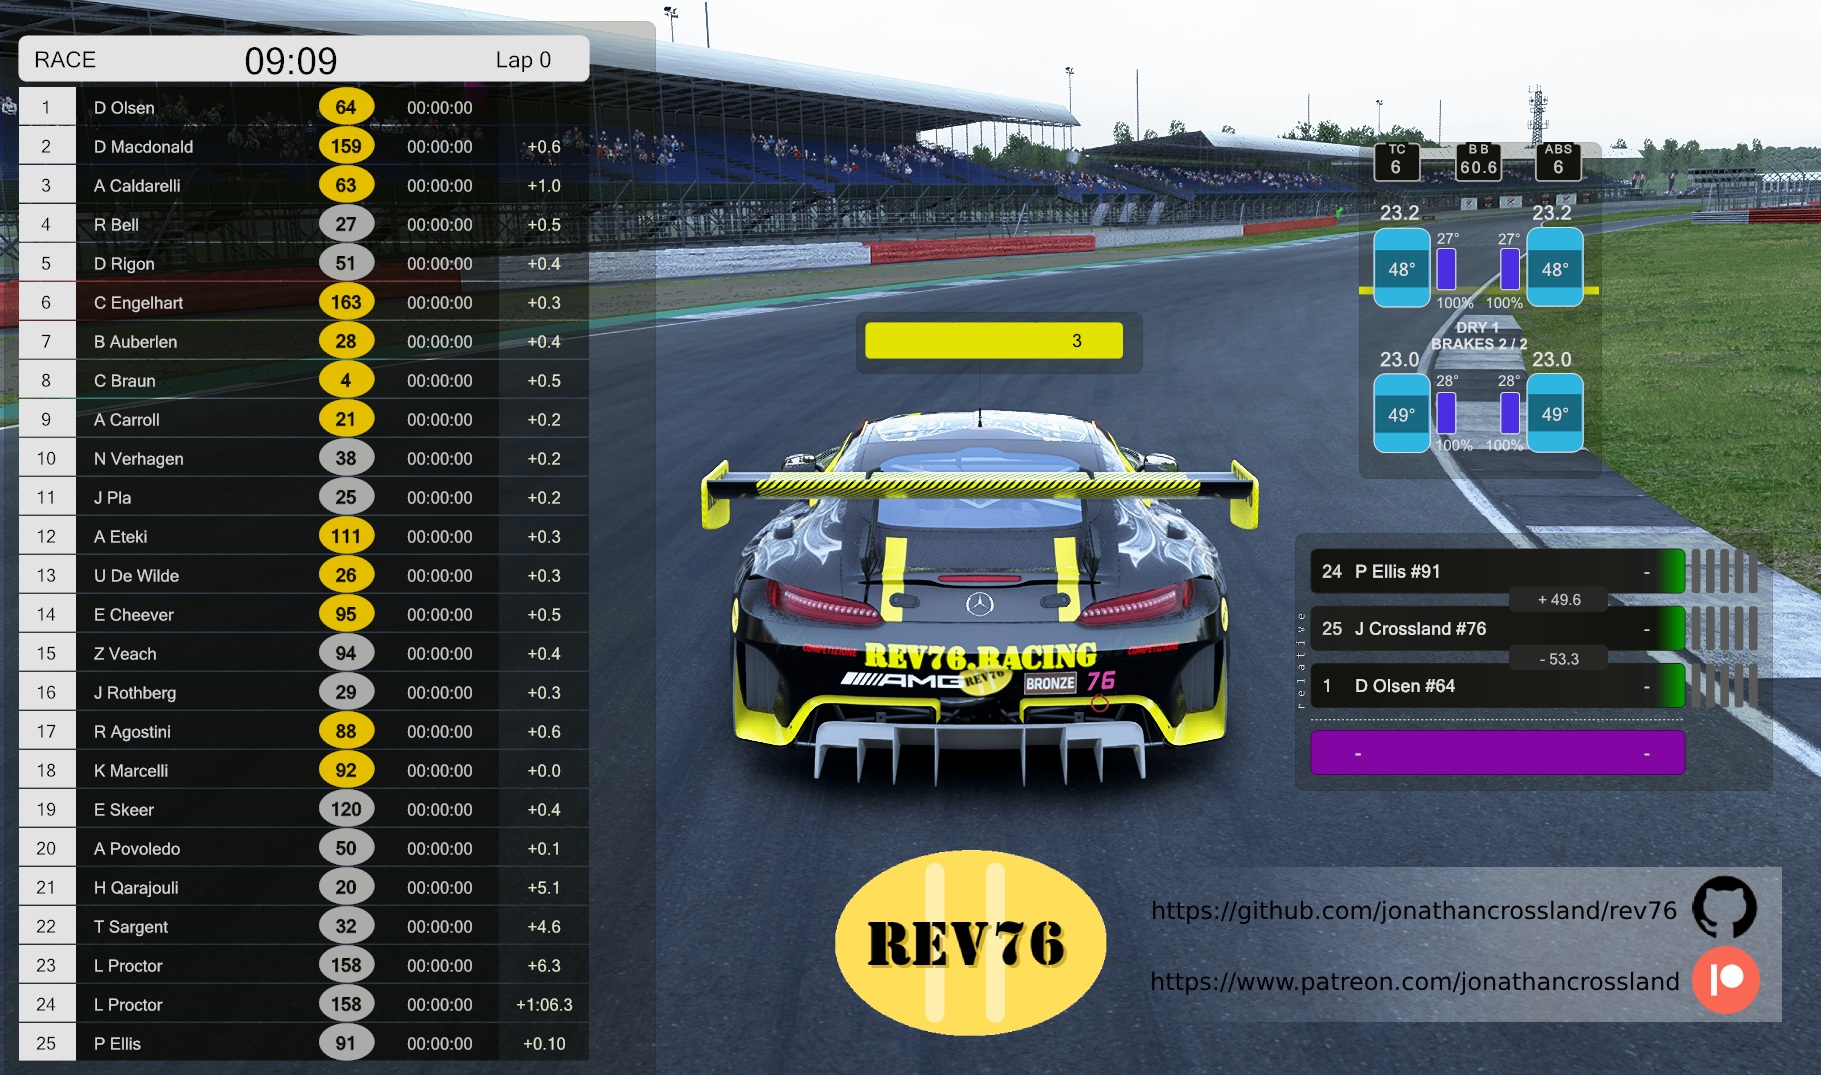 RACE 09:09 Lap 0
1 D Olsen 64 00:00:00
2 D Macdonald 159 00:00:00 +0.6
3 A Caldarelli 63 00:00:00 +1.0
4 R Bell 27 00:00:00 +0.5
5 D Rigon 51 00:00:00 +0.4
6 C Engelhart 163 00:00:00 +0.3
7 B Auberlen 28 00:00:00 +0.4
8 C Braun 4 00:00:00 +0.5
9 A Carroll 21 00:00:00 +0.2
10 N Verhagen 38 00:00:00 +0.2
11 J Pla 25 00:00:00 +0.2
12 A Eteki 111 00:00:00 +0.3
13 U De Wilde 26 00:00:00 +0.3
14 E Cheever 95 00:00:00 +0.5
15 Z Veach 94 00:00:00 +0.4
16 J Rothberg 29 00:00:00 +0.3
17 R Agostini 88 00:00:00 +0.6
18 K Marcelli 92 00:00:00 +0.0
19 E Skeer 120 00:00:00 +0.4
20 A Povoledo 50 00:00:00 +0.1
21 H Qarajouli 20 00:00:00 +5.1
22 T Sargent 32 00:00:00 +4.6
23 L Proctor 158 00:00:00 +6.3
24 L Proctor 158 00:00:00 +1:06.3
25 P Ellis 91 00:00:00 +0.10
3
COMPETIZIONE COMPETIZIONE
REV76.RACING
AMG REV76 BRONZE 76
REV76
TC BB ABS
6 60.6 6
23.2 23.2
27° 27°
48° 48°
100% 100%
DRY 1
BRAKES 2 / 2
23.0 23.0
28° 28°
49° 49°
100% 100%
relative
24 P Ellis #91 -
+ 49.6
25 J Crossland #76 -
- 53.3
1 D Olsen #64 -
- -
https://github.com/jonathancrossland/rev76
https://www.patreon.com/jonathancrossland